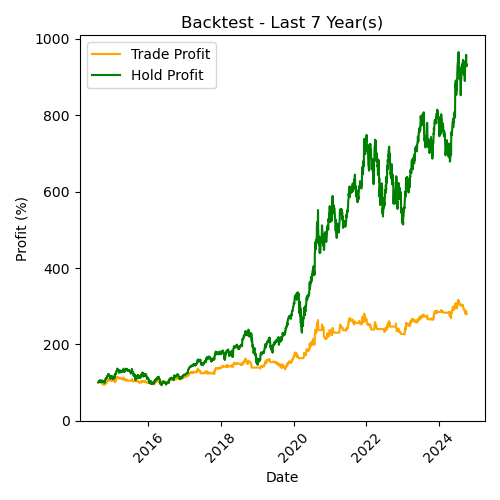 Backtest - Last 7 Year(s)
Trade Profit
Hold Profit
1000
800
600
400
200
0
Profit (%)
2016
2018
2020
2022
2024
Date